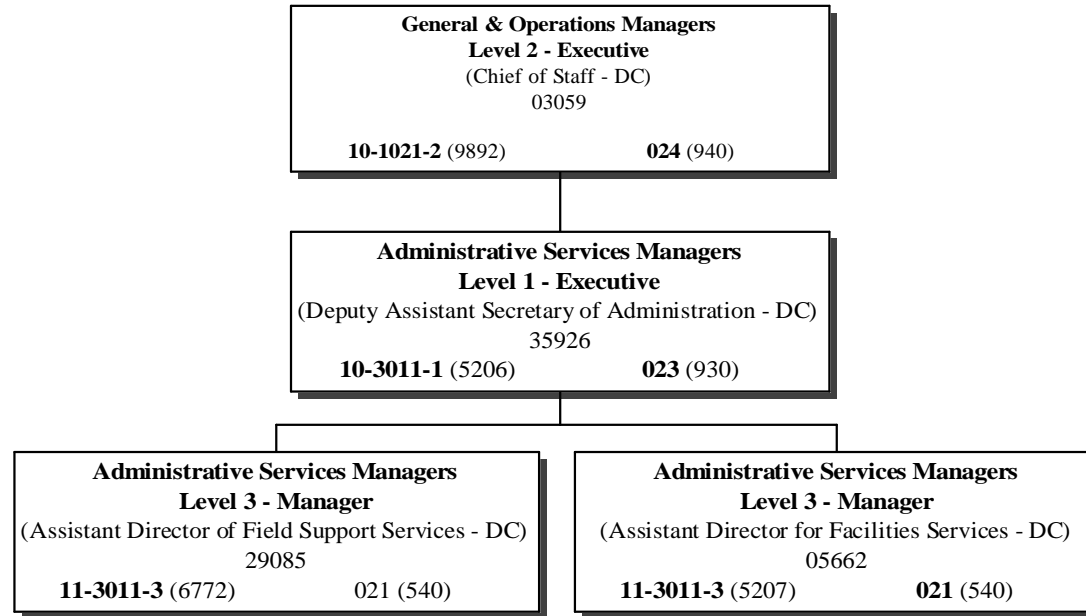 General & Operations Managers
Level 2 - Executive
(Chief of Staff - DC)
03059
10-1021-2 (9892) 024 (940)
Administrative Services Managers
Level 1 - Executive
(Deputy Assistant Secretary of Administration - DC)
35926
10-3011-1 (5206) 023 (930)
Administrative Services Managers
Level 3 - Manager
(Assistant Director of Field Support Services - DC)
29085
11-3011-3 (6772) 021 (540)
Administrative Services Managers
Level 3 - Manager
(Assistant Director for Facilities Services - DC)
05662
11-3011-3 (5207) 021 (540)